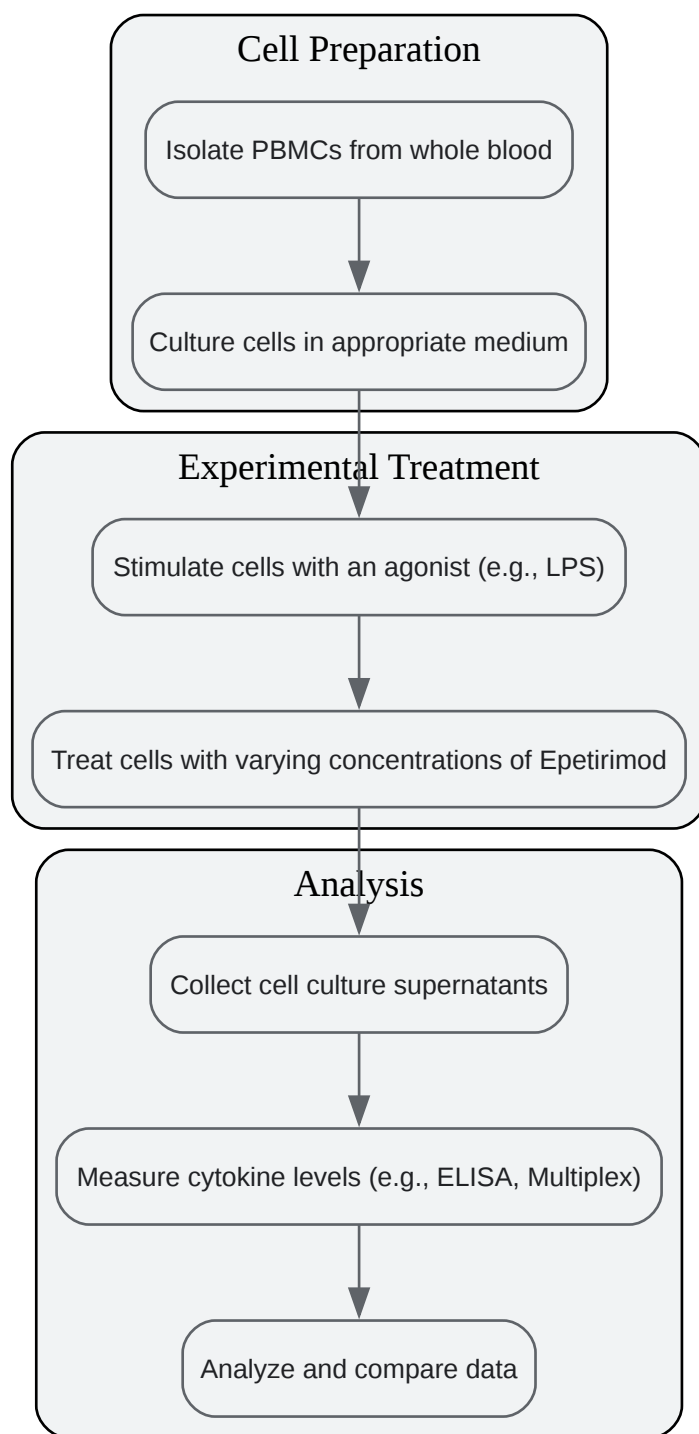 Cell Preparation
Isolate PBMCs from whole blood
Culture cells in appropriate medium
Experimental Treatment
Stimulate cells with an agonist (e.g., LPS)
Treat cells with varying concentrations of Epetirimod
Analysis
Collect cell culture supernatants
Measure cytokine levels (e.g., ELISA, Multiplex)
Analyze and compare data